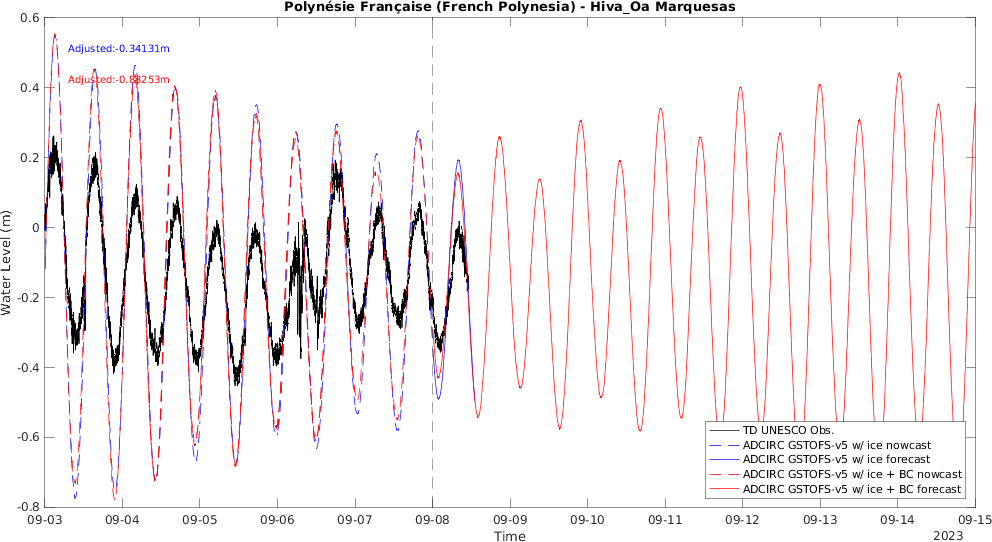 Polynésie Française (French Polynesia) - Hiva_Oa Marquesas
0.6
0.4
0.2
0
-0.2
-0.4
-0.6
-0.8
Water Level (m)
Adjusted:-0.34131m
Adjusted:-0.88253m
TD UNESCO Obs.
ADCIRC GSTOFS-v5 w/ ice nowcast
ADCIRC GSTOFS-v5 w/ ice forecast
ADCIRC GSTOFS-v5 w/ ice + BC nowcast
ADCIRC GSTOFS-v5 w/ ice + BC forecast
09-03 09-04 09-05 09-06 09-07 09-08 09-09 09-10 09-11 09-12 09-13 09-14 09-15
Time
2023